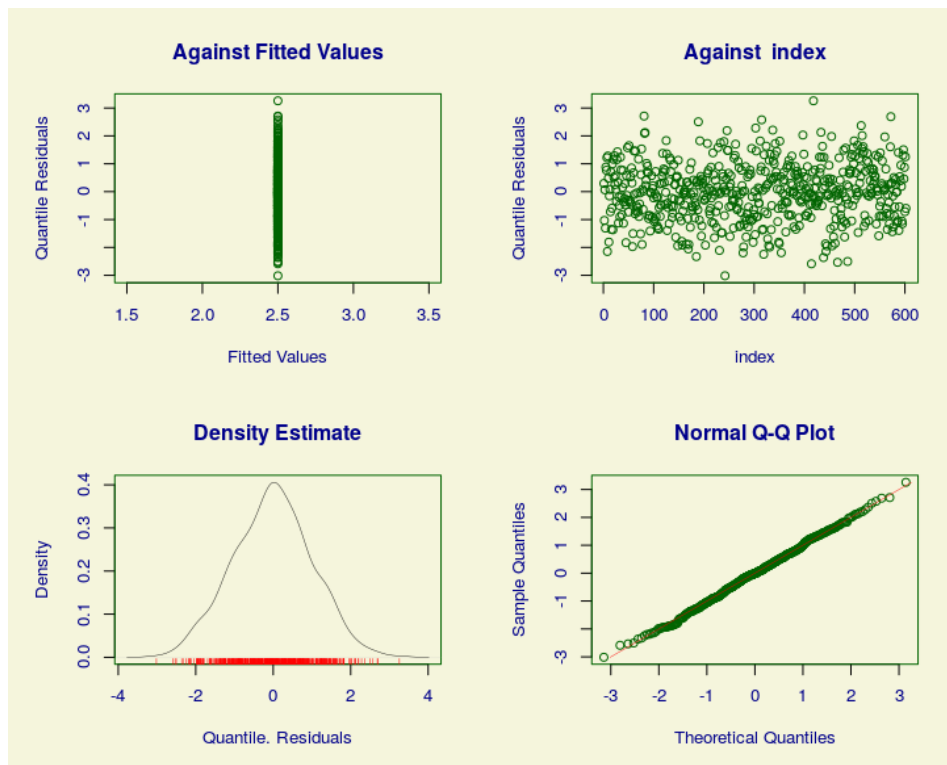 Against Fitted Values
Quantile Residuals
3
2
1
0
-1
-3
1.5 2.0 2.5 3.0 3.5
Fitted Values
Against index
Quantile Residuals
3
2
1
0
-1
-3
0 100 200 300 400 500 600
index
Density Estimate
Density
0.4
0.3
0.2
0.1
0.0
-4 -2 0 2 4
Quantile. Residuals
Normal Q-Q Plot
Sample Quantiles
3
2
1
0
-1
-3
-3 -2 -1 0 1 2 3
Theoretical Quantiles